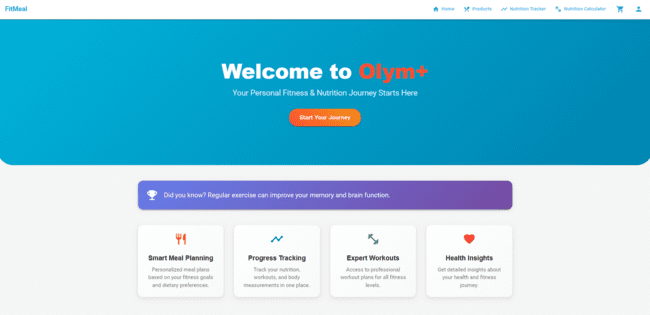 FitMeal
Home Products Nutrition Tracker Nutrition Calculator
Welcome to Olym+
Your Personal Fitness & Nutrition Journey Starts Here
Start Your Journey
Did you know? Regular exercise can improve your memory and brain function.
Smart Meal Planning
Personalized meal plans
based on your fitness goals
and dietary preferences.
Progress Tracking
Track your nutrition,
workouts, and body
measurements in one place.
Expert Workouts
Access to professional
workout plans for all fitness
levels.
Health Insights
Get detailed insights about
your health and fitness
journey.